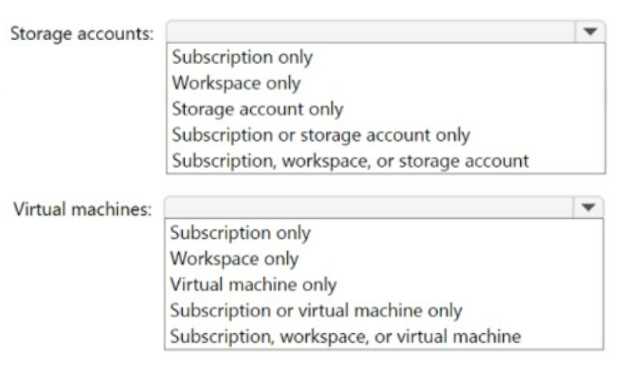 Storage accounts:
Subscription only
Workspace only
Storage account only
Subscription or storage account only
Subscription, workspace, or storage account
Virtual machines:
Subscription only
Workspace only
Virtual machine only
Subscription or virtual machine only
Subscription, workspace, or virtual machine